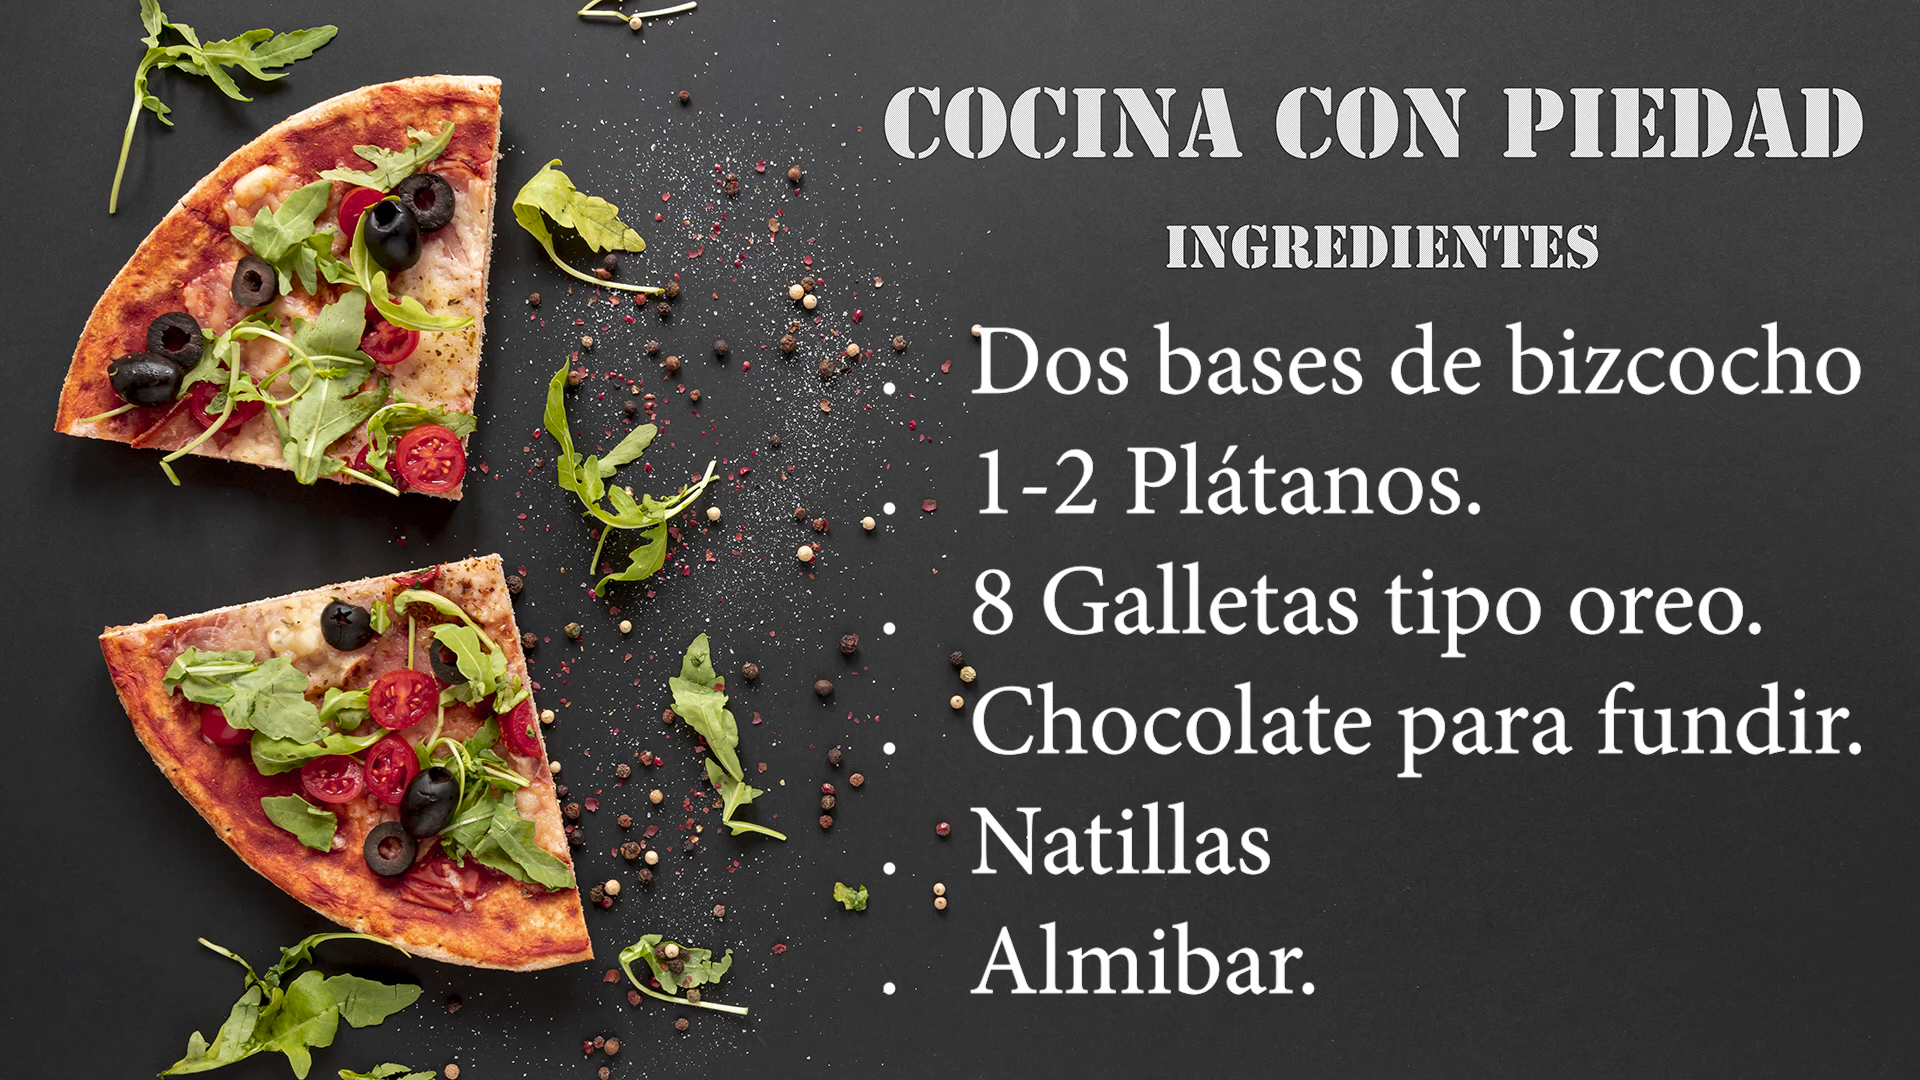 COCINA CON PIEDAD
INGREDIENTES
. Dos bases de bizcocho
. 1-2 Plátanos.
. 8 Galletas tipo oreo.
. Chocolate para fundir.
. Natillas
. Almibar.